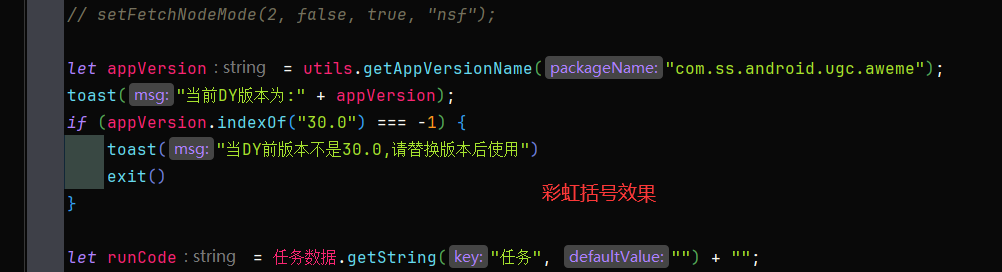 // setFetchNodeMode(2, false, true, "nsf");
let appVersion : string = utils.getAppVersionName( packageName: "com.ss.android.ugc.aweme");
toast( msg: "当前DY版本为:" + appVersion);
if (appVersion.indexOf("30.0") === -1) {
toast( msg: "当DY前版本不是30.0,请替换版本后使用")
exit()
彩虹括号效果
}
let runCode : string = 任务数据.getString( key: "任务", defaultValue: "") + "";